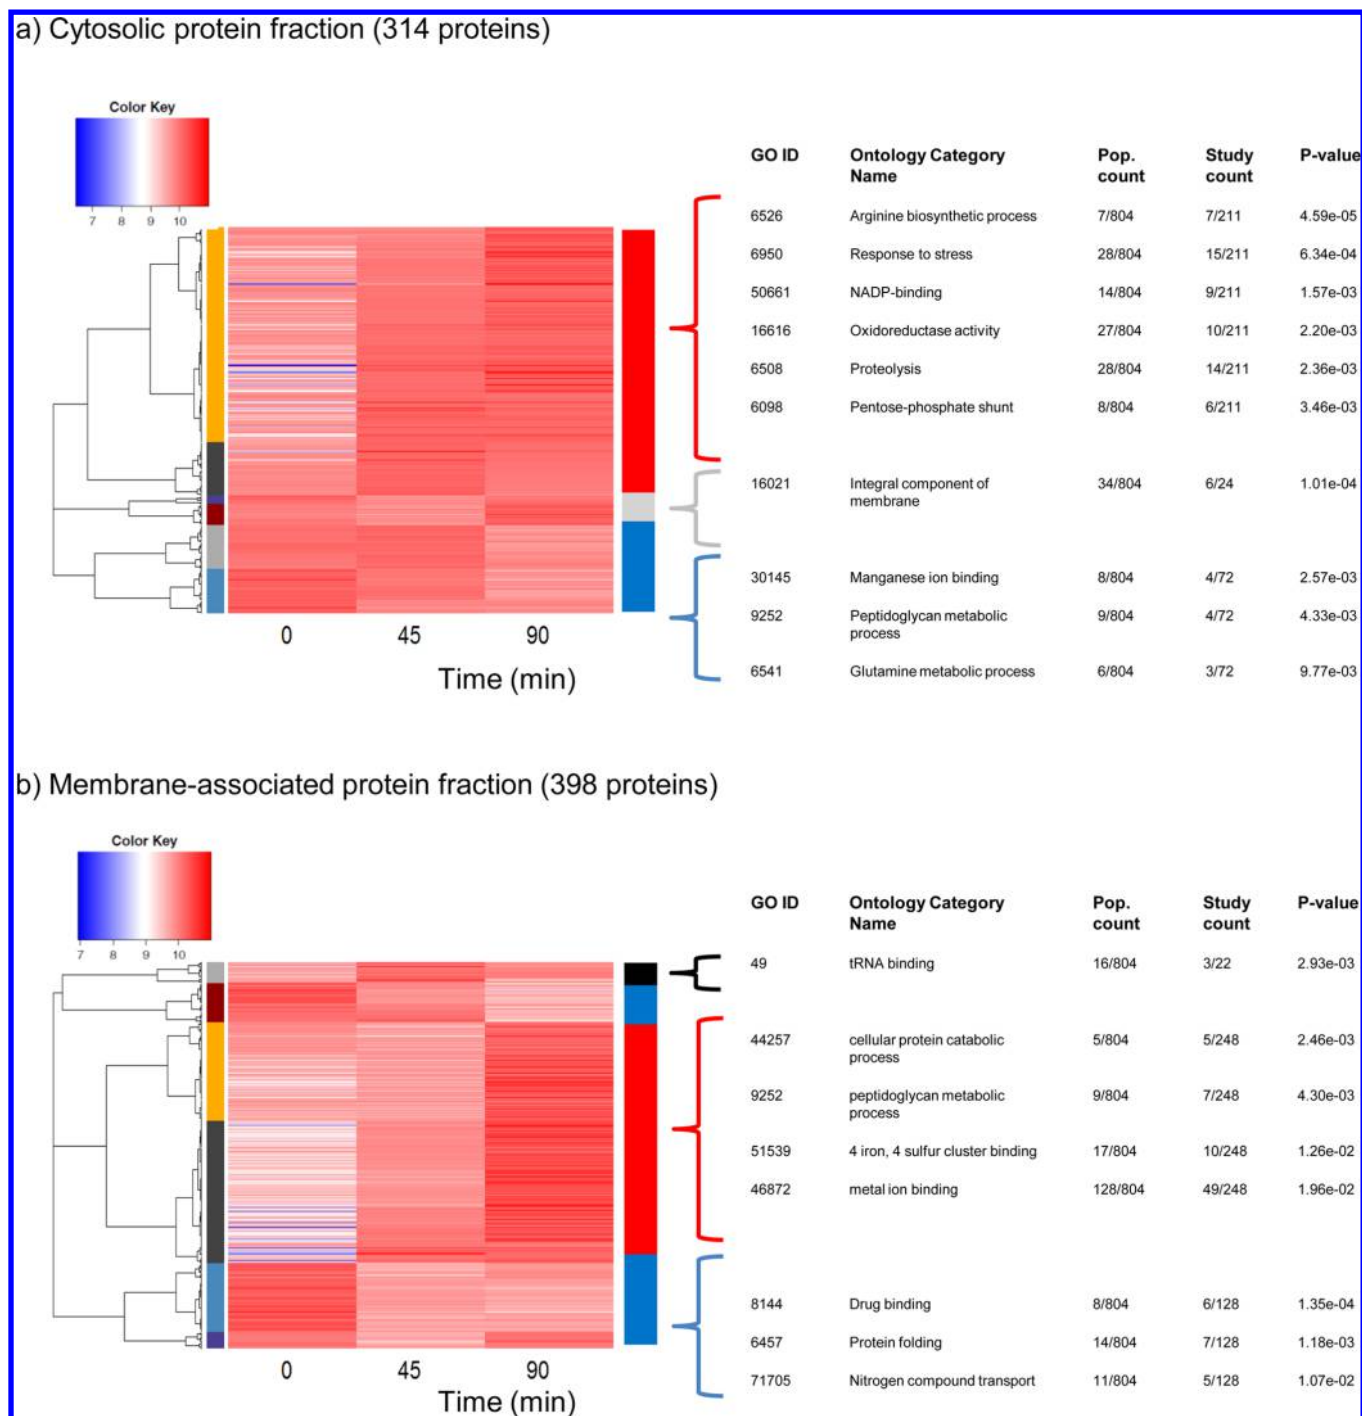 a) Cytosolic protein fraction (314 proteins)
Color Key
7 8 9 10
GO ID Ontology Category Name Pop. count Study count P-value
6526 Arginine biosynthetic process 7/804 7/211 4.59e-05
6950 Response to stress 28/804 15/211 6.34e-04
50661 NADP-binding 14/804 9/211 1.57e-03
16616 Oxidoreductase activity 27/804 10/211 2.20e-03
6508 Proteolysis 28/804 14/211 2.36e-03
6098 Pentose-phosphate shunt 8/804 6/211 3.46e-03
16021 Integral component of membrane 34/804 6/24 1.01e-04
30145 Manganese ion binding 8/804 4/72 2.57e-03
9252 Peptidoglycan metabolic process 9/804 4/72 4.33e-03
6541 Glutamine metabolic process 6/804 3/72 9.77e-03
0 45 90
Time (min)
b) Membrane-associated protein fraction (398 proteins)
Color Key
7 8 9 10
GO ID Ontology Category Name Pop. count Study count P-value
49 tRNA binding 16/804 3/22 2.93e-03
44257 cellular protein catabolic process 5/804 5/248 2.46e-03
9252 peptidoglycan metabolic process 9/804 7/248 4.30e-03
51539 4 iron, 4 sulfur cluster binding 17/804 10/248 1.26e-02
46872 metal ion binding 128/804 49/248 1.96e-02
8144 Drug binding 8/804 6/128 1.35e-04
6457 Protein folding 14/804 7/128 1.18e-03
71705 Nitrogen compound transport 11/804 5/128 1.07e-02
0 45 90
Time (min)